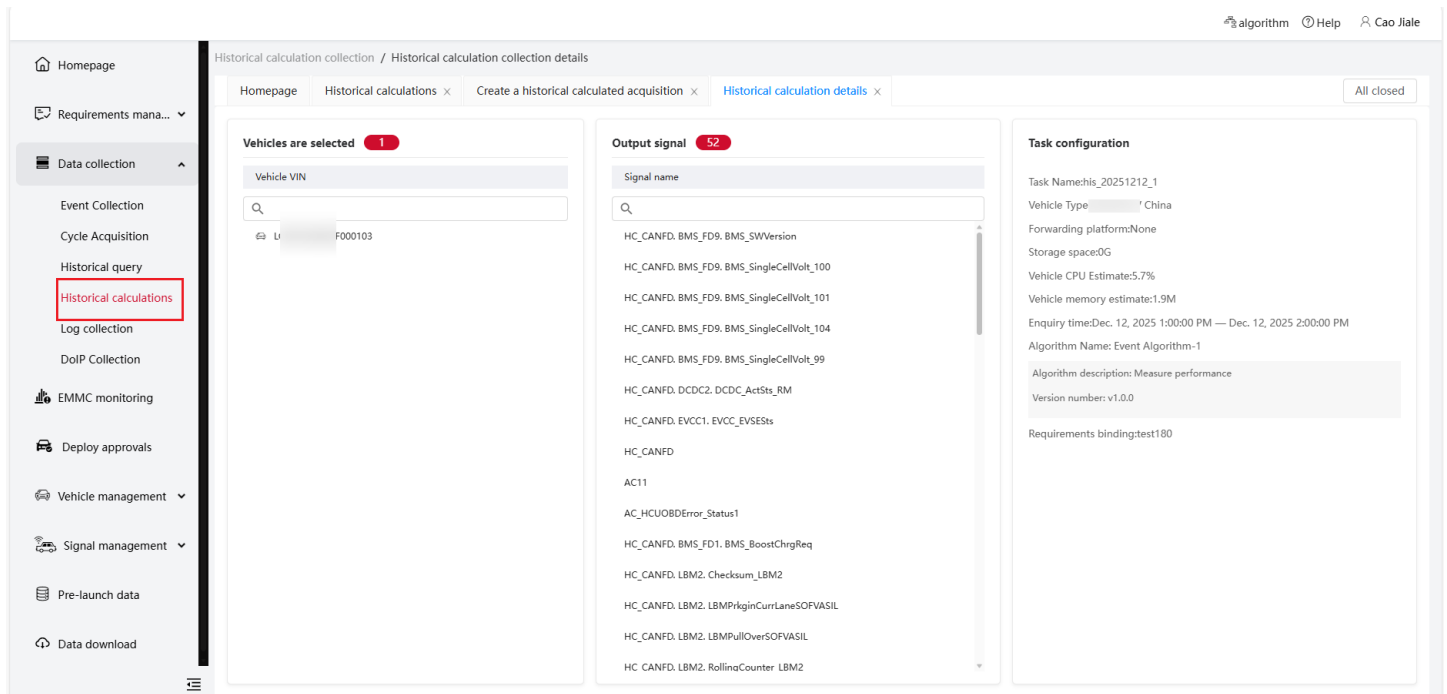 algorithm Help Cao Jiale
Historical calculation collection / Historical calculation collection details
Homepage
Requirements mana...
Data collection
Event Collection
Cycle Acquisition
Historical query
Historical calculations
Log collection
DoIP Collection
EMMC monitoring
Deploy approvals
Vehicle management
Signal management
Pre-launch data
Data download
Homepage Historical calculations × Create a historical calculated acquisition × Historical calculation details × All closed
Vehicles are selected 1
Vehicle VIN
F000103
Output signal 52
Signal name
HC_CANFD. BMS_FD9. BMS_SWVersion
HC_CANFD. BMS_FD9. BMS_SingleCellVolt_100
HC_CANFD. BMS_FD9. BMS_SingleCellVolt_101
HC_CANFD. BMS_FD9. BMS_SingleCellVolt_104
HC_CANFD. BMS_FD9. BMS_SingleCellVolt_99
HC_CANFD. DCDC2. DCDC_ActSts_RM
HC_CANFD. EVCC1. EVCC_EVSESts
HC_CANFD
AC11
AC_HCUOBDError_Status1
HC_CANFD. BMS_FD1. BMS_BoostChrgReq
HC_CANFD. LBM2. Checksum_LBM2
HC_CANFD. LBM2. LBMPrkginCurrLaneSOFVASIL
HC_CANFD. LBM2. LBMPullOverSOFVASIL
HC_CANFD. LBM2. RollingCounter_LBM2
Task configuration
Task Name:his_20251212_1
Vehicle Type / China
Forwarding platform:None
Storage space:0G
Vehicle CPU Estimate:5.7%
Vehicle memory estimate:1.9M
Enquiry time:Dec. 12, 2025 1:00:00 PM — Dec. 12, 2025 2:00:00 PM
Algorithm Name: Event Algorithm-1
Algorithm description: Measure performance
Version number: v1.0.0
Requirements binding:test180